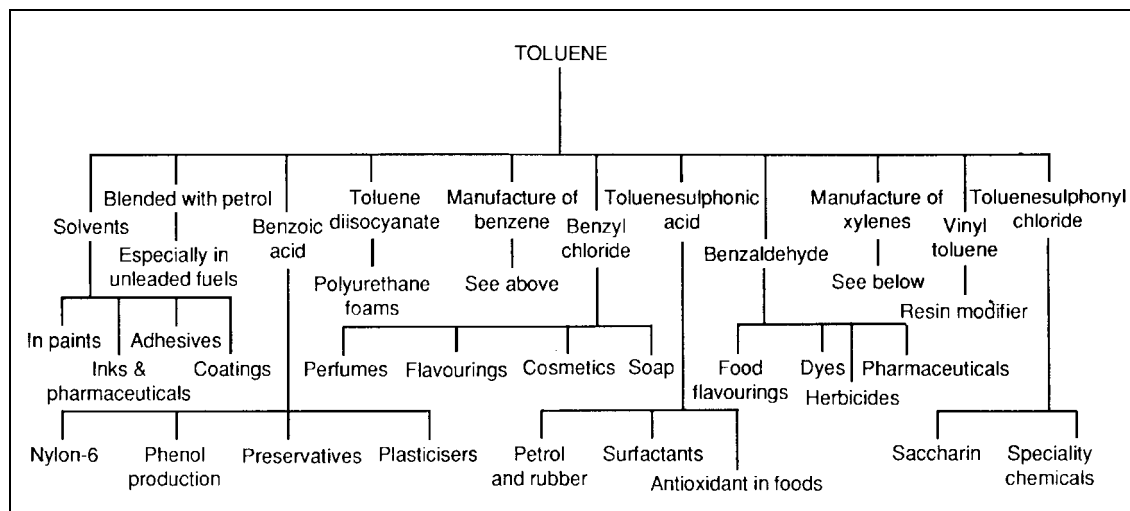 TOLUENE
Solvents
Blended with petrol
Especially in
unleaded fuels
Benzoic
acid
Toluene
diisocyanate
Polyurethane
foams
Manufacture of
benzene
See above
Benzyl
chloride
Toluenesulphonic
acid
Benzaldehyde
Manufacture of
xylenes
See below
Vinyl
toluene
Resin modifier
Toluenesulphonyl
chloride
In paints
Inks &
pharmaceuticals
Adhesives
Coatings
Perfumes
Flavourings
Cosmetics
Soap
Food
flavourings
Dyes
Herbicides
Pharmaceuticals
Nylon-6
Phenol
production
Preservatives
Plasticisers
Petrol
and rubber
Surfactants
Antioxidant in foods
Saccharin
Speciality
chemicals